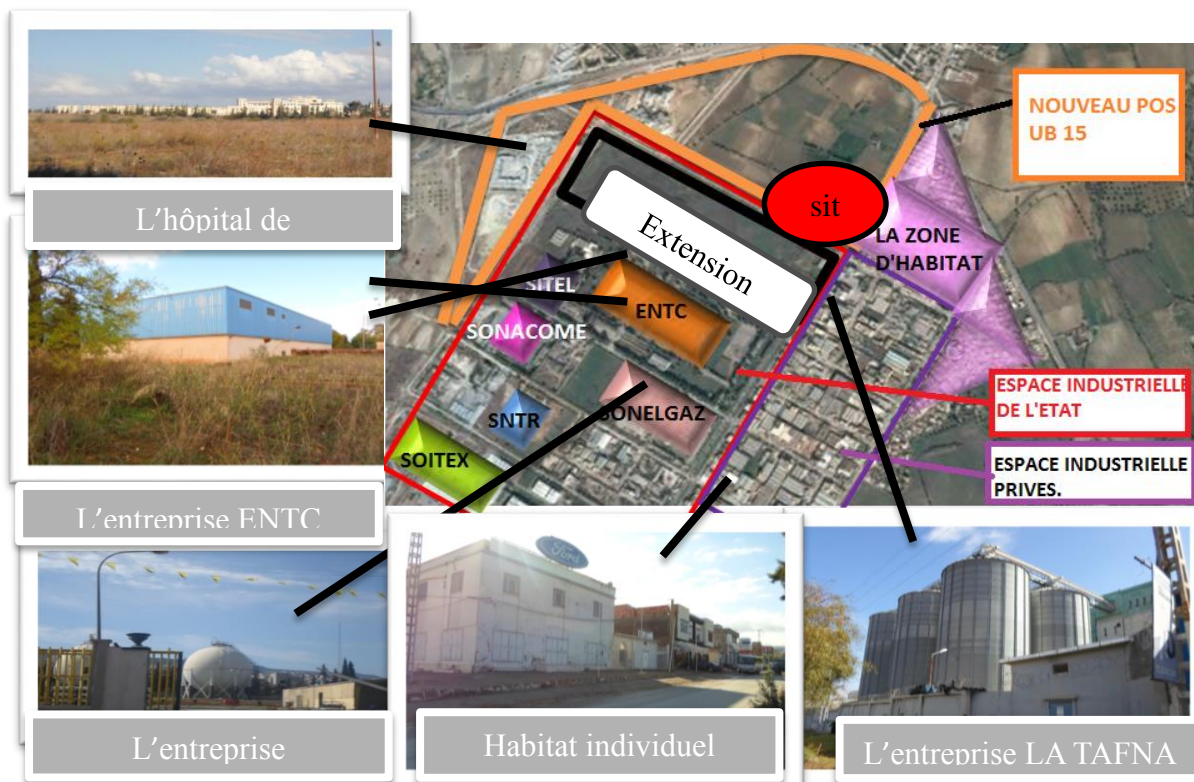 L'hôpital de
NOUVEAU POS
UB 15
sit
LA ZONE
D'HABITAT
Extension
SITEL
ENTC
SONACOME
SNTR
SONELGAZ
SOITEX
ESPACE INDUSTRIELLE
DE L'ETAT
ESPACE INDUSTRIELLE
PRIVES.
L'entreprise ENTC
Ford
L'entreprise
Habitat individuel
L'entreprise LA TAFNA